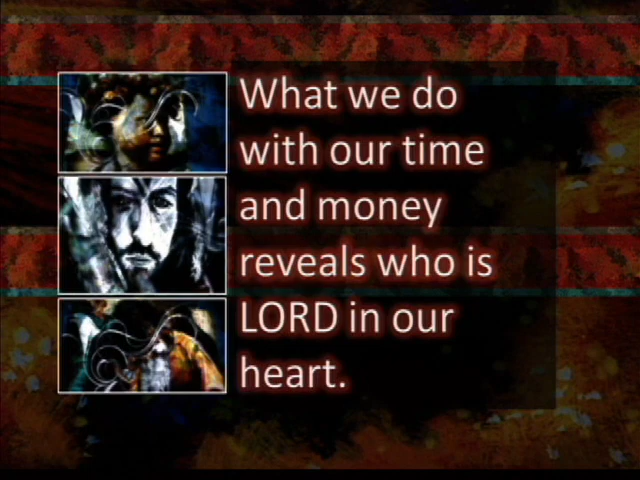 What we do
with our time
and money
reveals who is
LORD in our
heart.